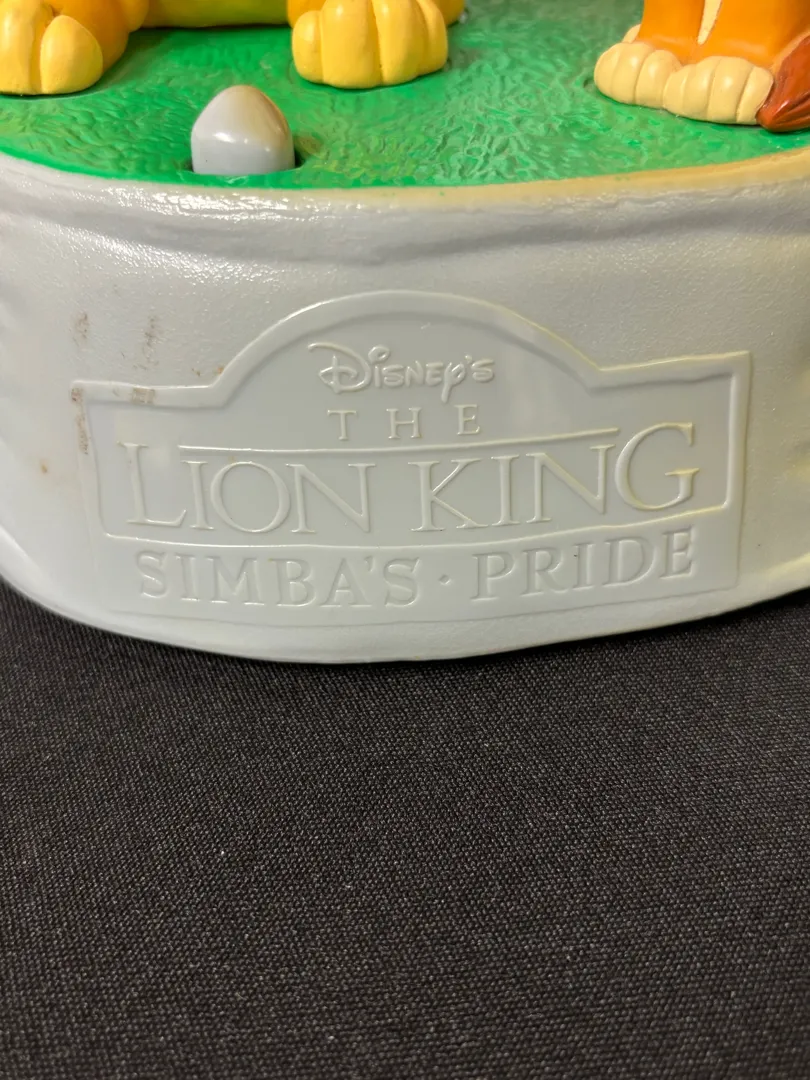 Disney's
THE
LION KING
SIMBA'S · PRIDE